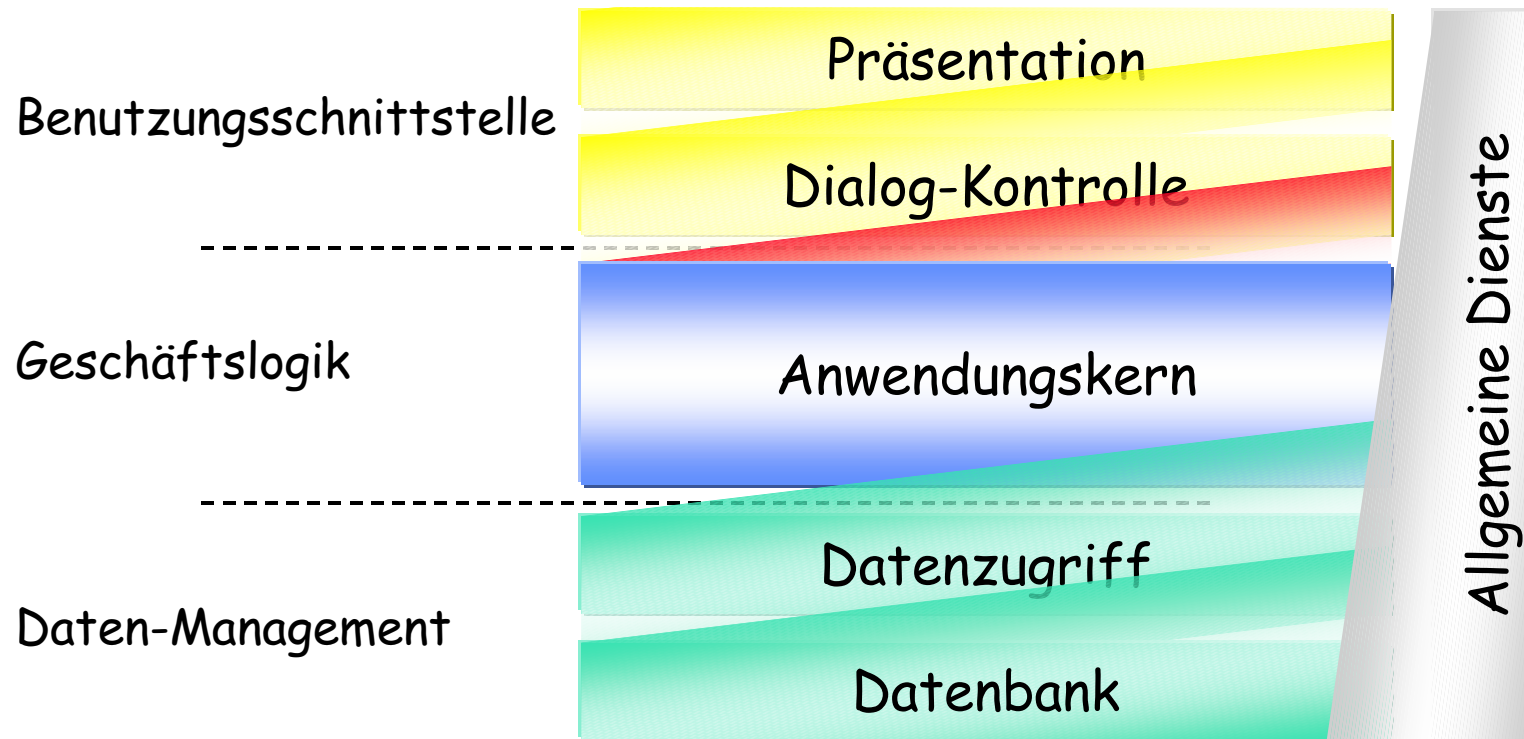 Präsentation
Benutzungsschnittstelle
Dialog-Kontrolle
Geschäftslogik
Anwendungskern
Datenzugriff
Daten-Management
Datenbank
Allgemeine Dienste